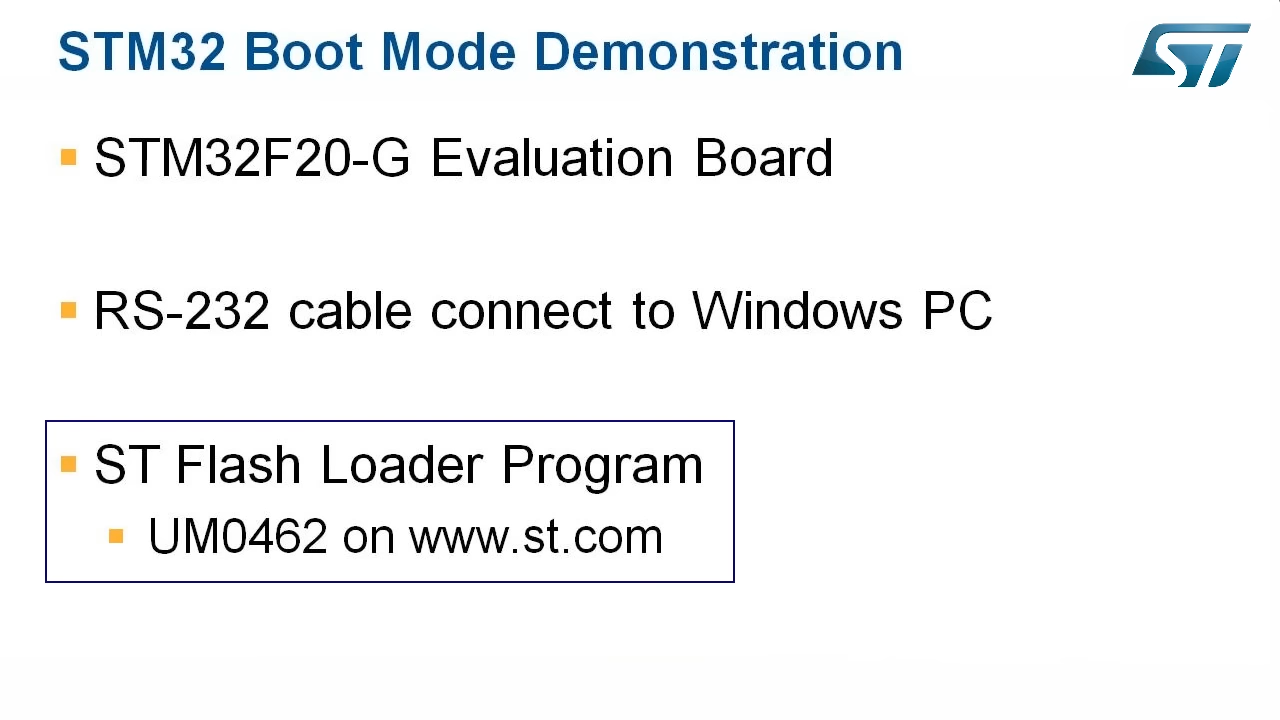 STM32 Boot Mode Demonstration
ST
STM32F20-G Evaluation Board
RS-232 cable connect to Windows PC
ST Flash Loader Program
UM0462 on www.st.com